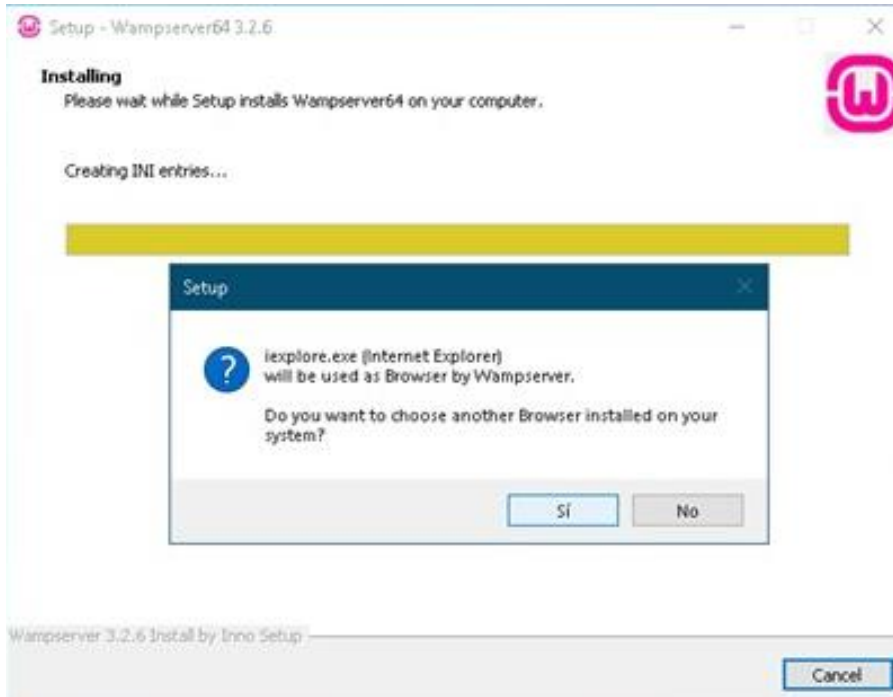 Setup - Wampserver64 3.2.6
Installing
Please wait while Setup installs Wampserver64 on your computer.
Creating INI entries...
Setup
iexplore.exe (Internet Explorer)
will be used as Browser by Wampserver.
Do you want to choose another Browser installed on your
system?
Sí
No
Wampserver 3.2.6 Install by Inno Setup
Cancel